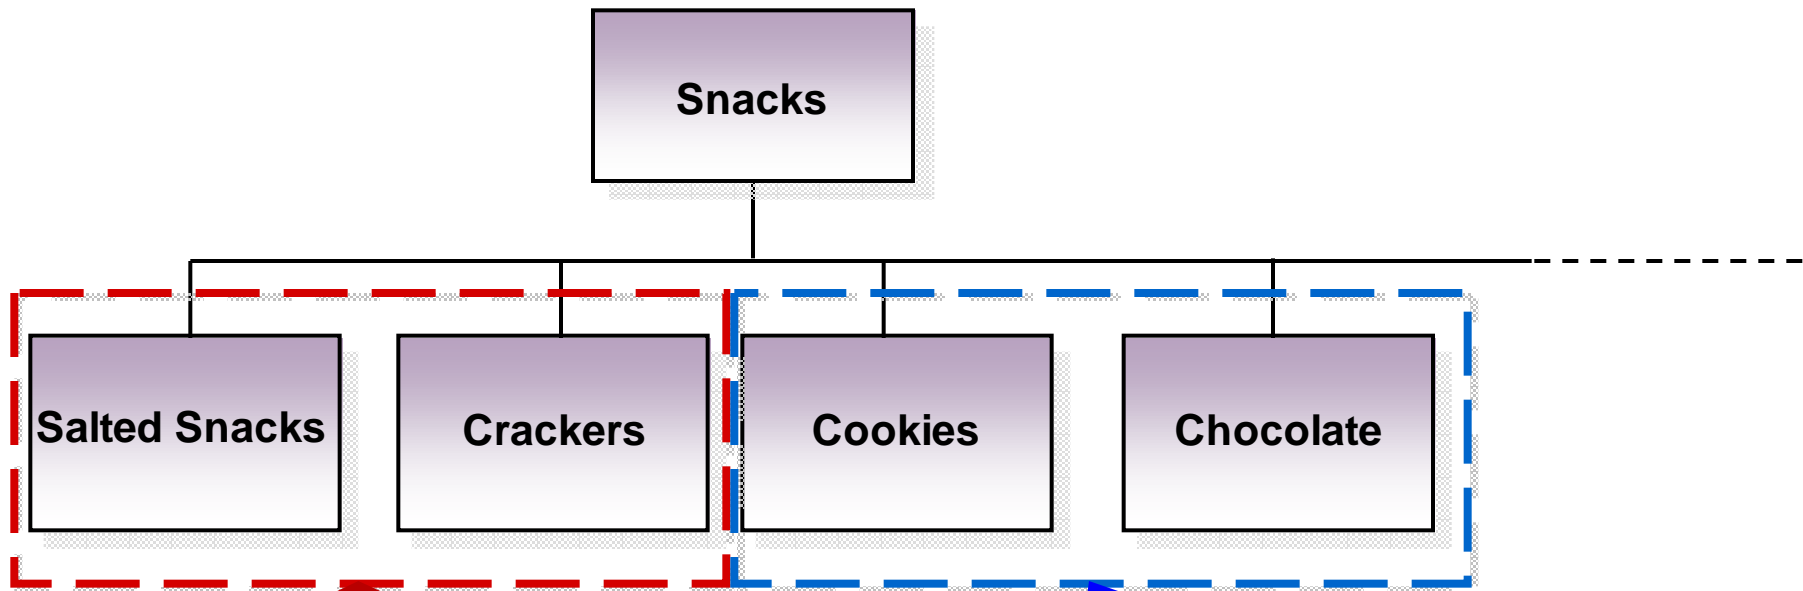 Snacks
Salted Snacks
Crackers
Cookies
Chocolate